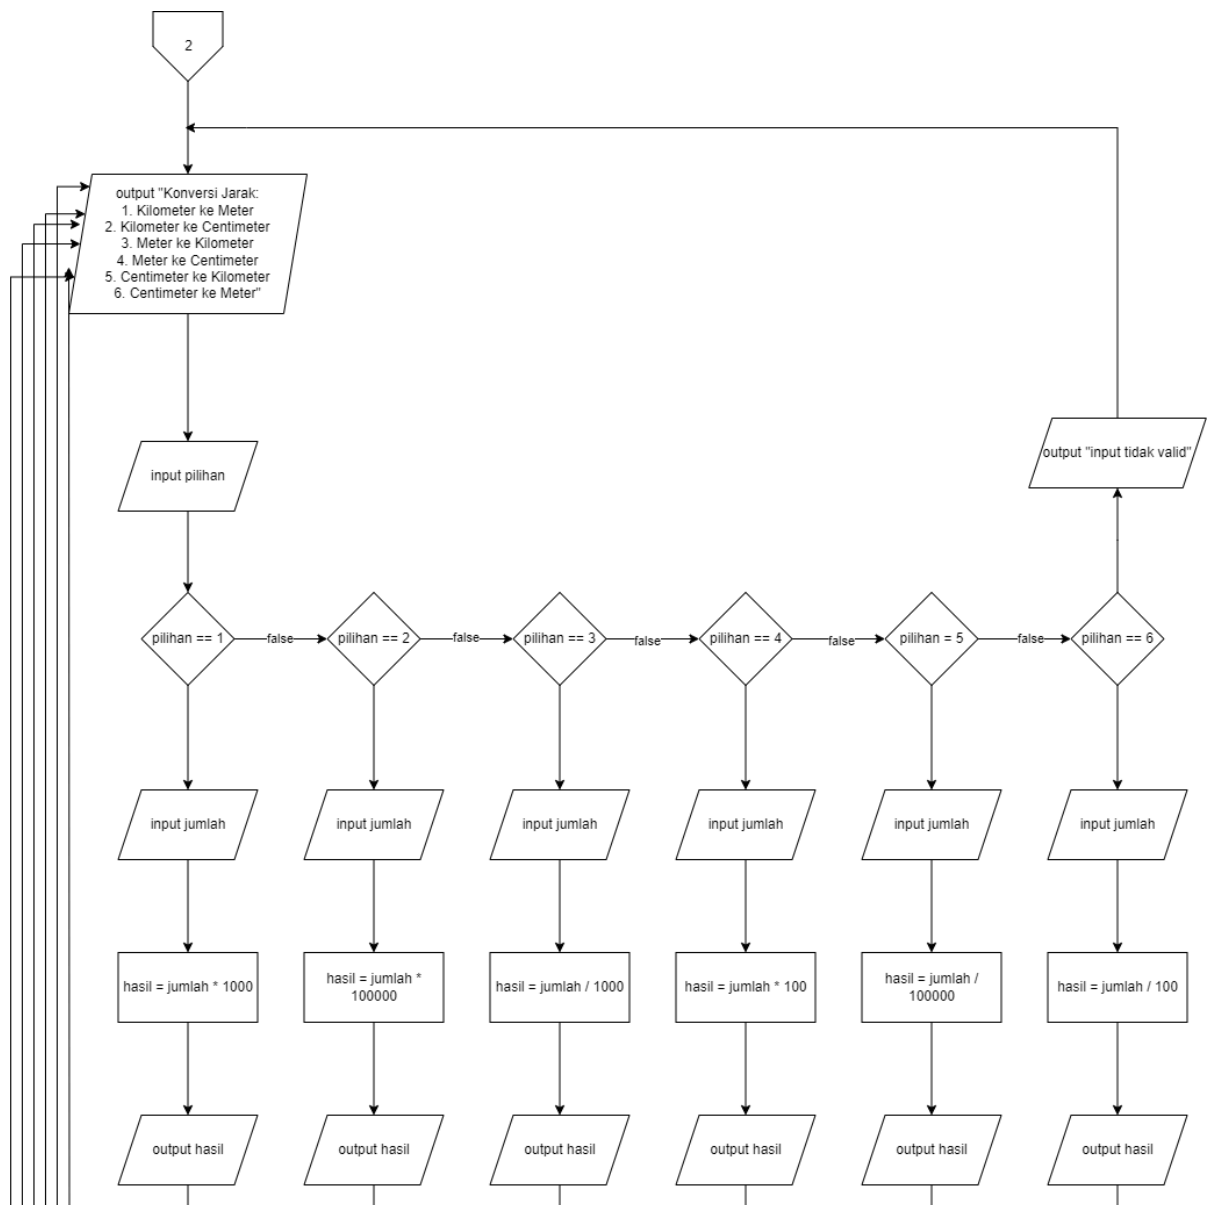 2
output "Konversi Jarak:
1. Kilometer ke Meter
2. Kilometer ke Centimeter
3. Meter ke Kilometer
4. Meter ke Centimeter
5. Centimeter ke Kilometer
6. Centimeter ke Meter"
input pilihan
output "input tidak valid"
pilihan == 1
false
pilihan == 2
false
pilihan == 3
false
pilihan == 4
false
pilihan = 5
false
pilihan == 6
input jumlah
input jumlah
input jumlah
input jumlah
input jumlah
input jumlah
hasil = jumlah * 1000
hasil = jumlah *
100000
hasil = jumlah / 1000
hasil = jumlah * 100
hasil = jumlah /
100000
hasil = jumlah / 100
output hasil
output hasil
output hasil
output hasil
output hasil
output hasil